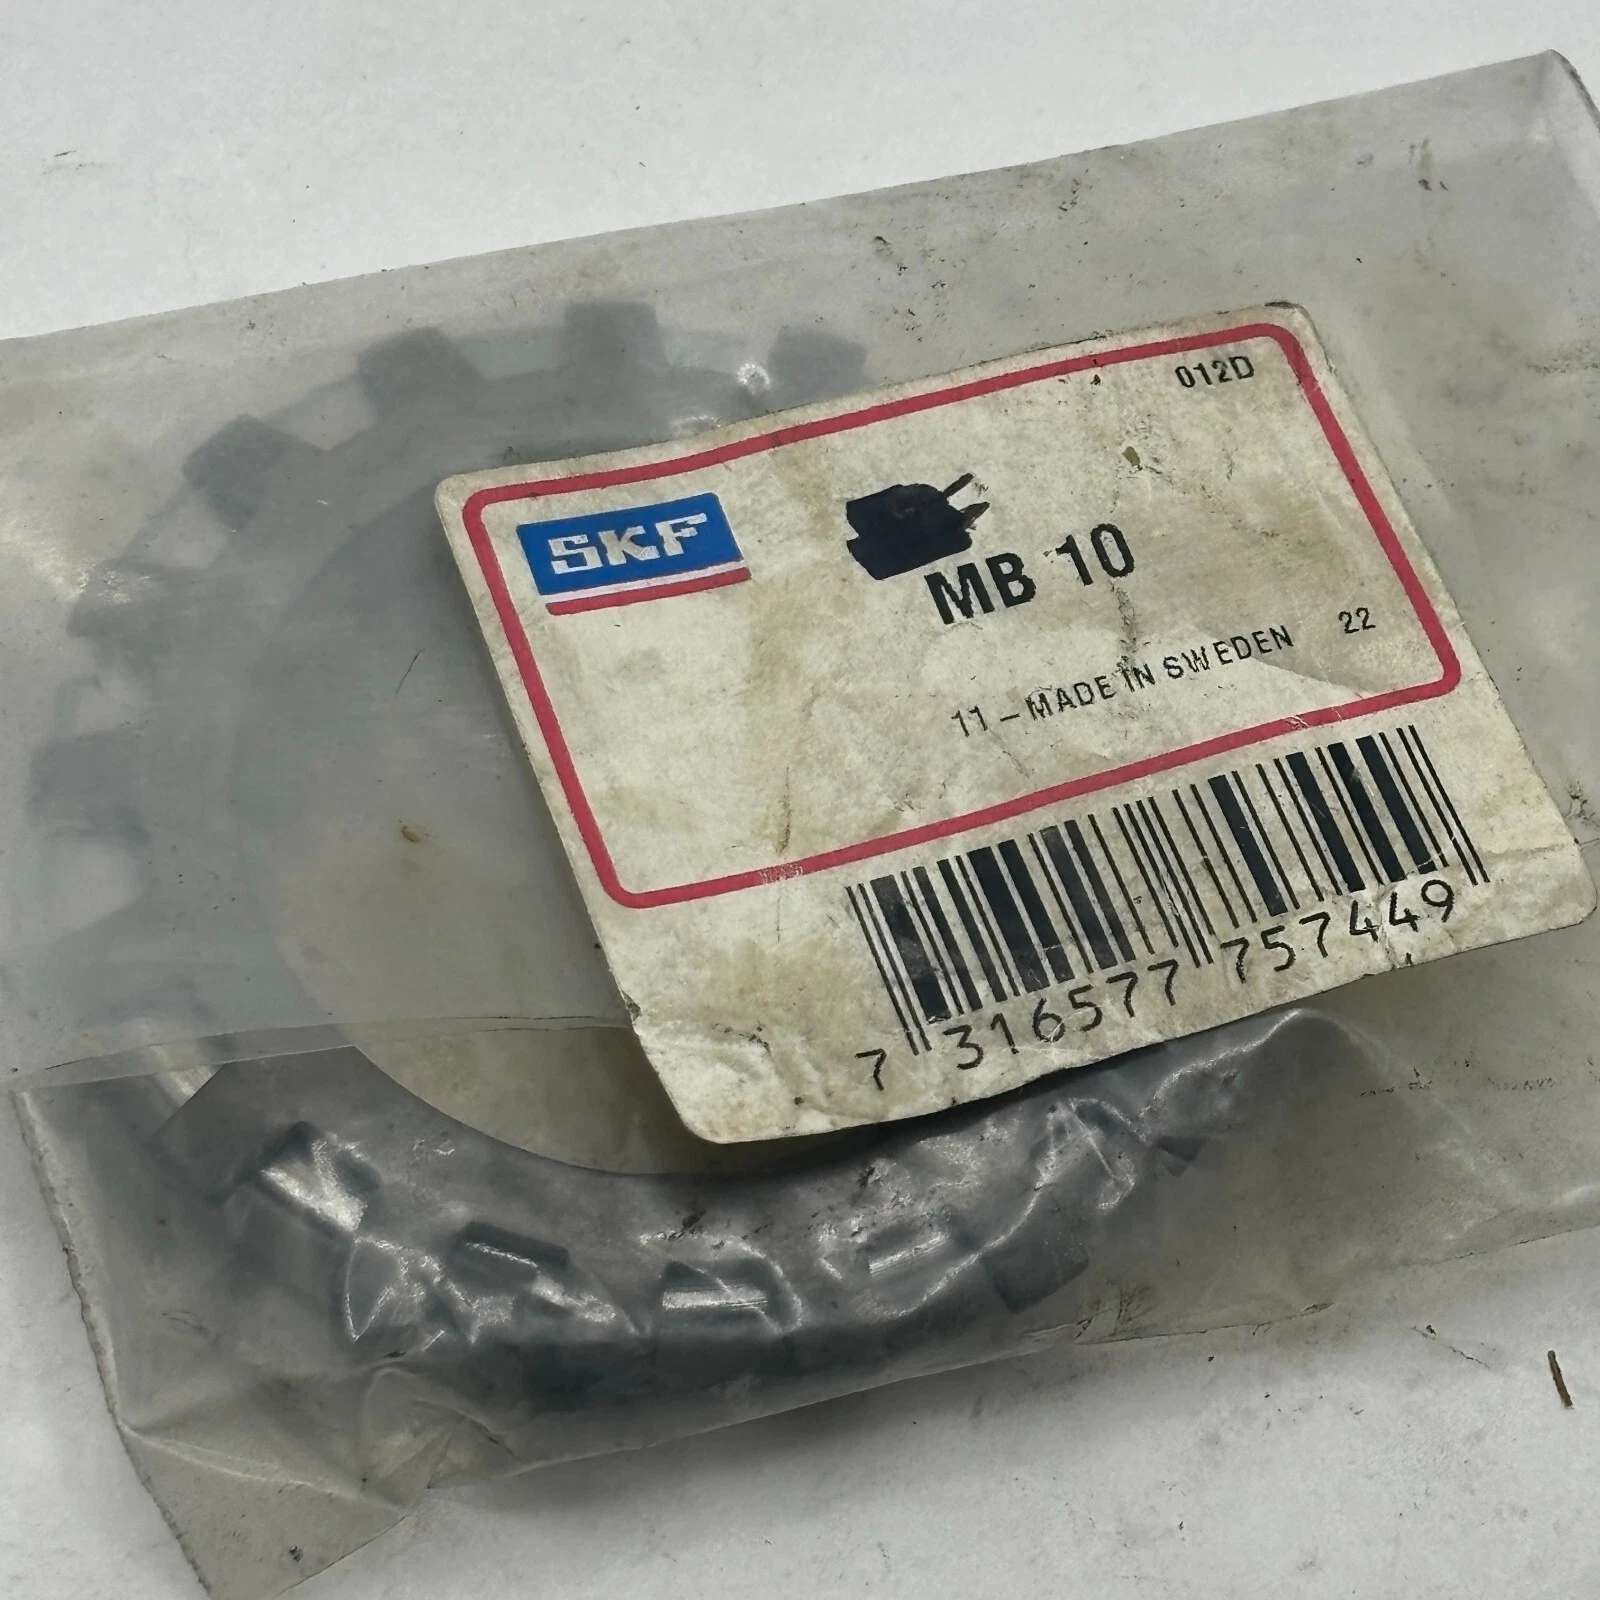 012D
SKF
MB 10
11-MADE IN SWEDEN 22
7 316577 757449